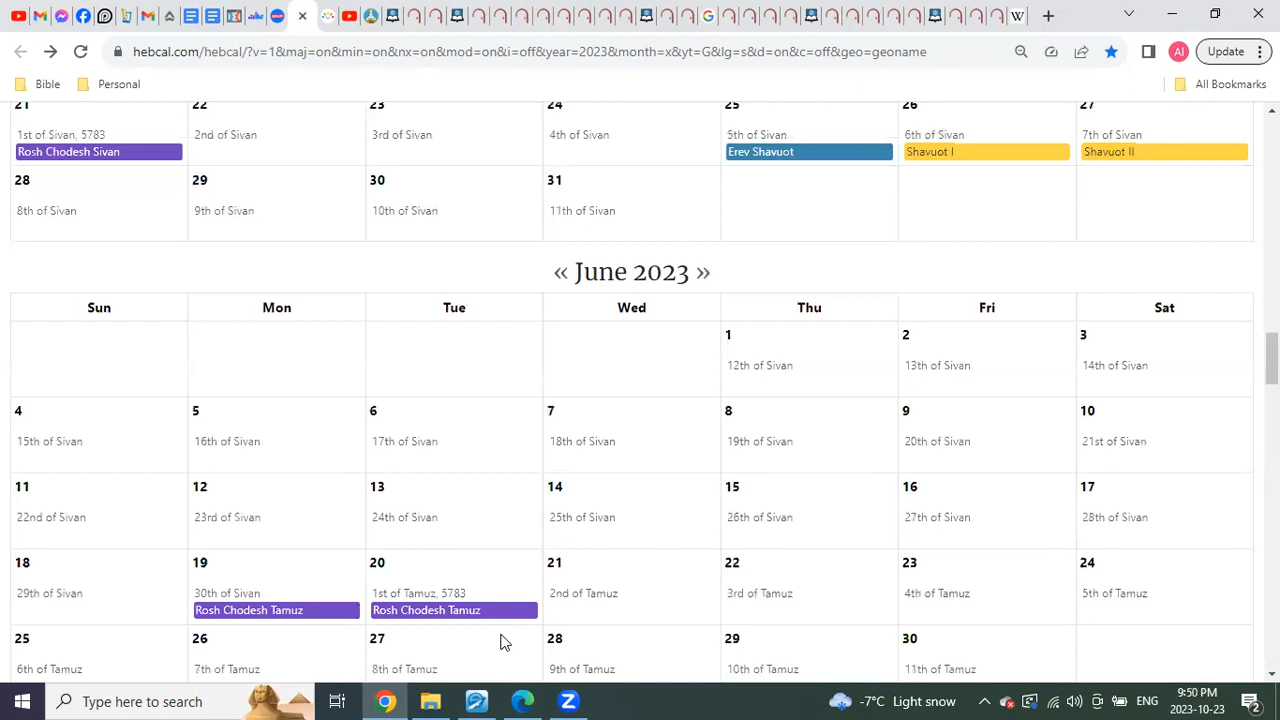 hebcal.com/hebcal/?v=1&maj=on&min=on&nx=on&mod=on&i=off&year=2023&month=x&yt=G&lg=s&d=on&c=off&geo=geoname
AI
Update
Bible
Personal
All Bookmarks
21 22 23 24 25 26 27
1st of Sivan, 5783 2nd of Sivan 3rd of Sivan 4th of Sivan 5th of Sivan 6th of Sivan 7th of Sivan
Rosh Chodesh Sivan Erev Shavuot Shavuot I Shavuot II
28 29 30 31
8th of Sivan 9th of Sivan 10th of Sivan 11th of Sivan
« June 2023 »
Sun Mon Tue Wed Thu Fri Sat
1 2 3
12th of Sivan 13th of Sivan 14th of Sivan
4 5 6 7 8 9 10
15th of Sivan 16th of Sivan 17th of Sivan 18th of Sivan 19th of Sivan 20th of Sivan 21st of Sivan
11 12 13 14 15 16 17
22nd of Sivan 23rd of Sivan 24th of Sivan 25th of Sivan 26th of Sivan 27th of Sivan 28th of Sivan
18 19 20 21 22 23 24
29th of Sivan 30th of Sivan 1st of Tamuz, 5783 2nd of Tamuz 3rd of Tamuz 4th of Tamuz 5th of Tamuz
Rosh Chodesh Tamuz Rosh Chodesh Tamuz
25 26 27 28 29 30
6th of Tamuz 7th of Tamuz 8th of Tamuz 9th of Tamuz 10th of Tamuz 11th of Tamuz
Type here to search
-7°C Light snow
ENG
9:50 PM
2023-10-23
2